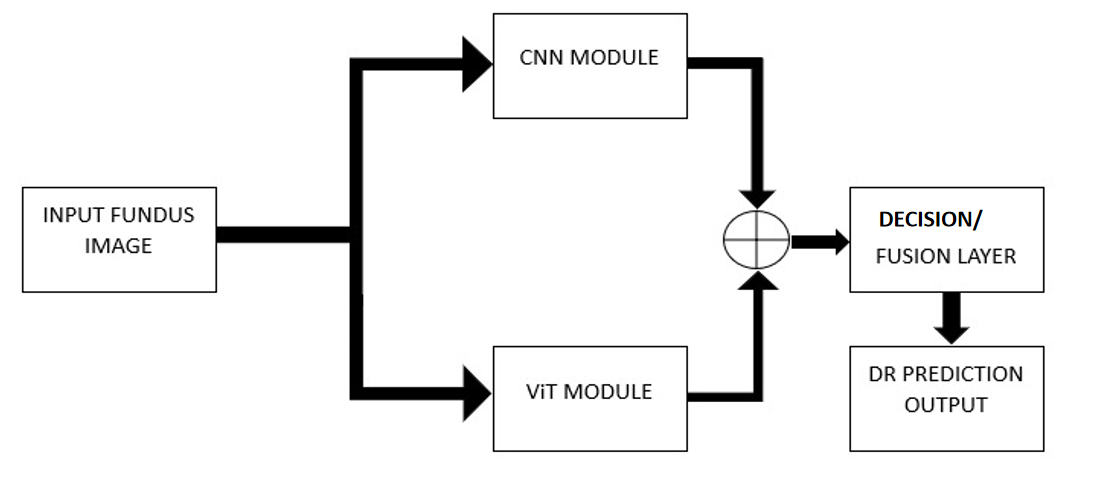 CNN MODULE
INPUT FUNDUS
IMAGE
DECISION/
FUSION LAYER
ViT MODULE
DR PREDICTION
OUTPUT